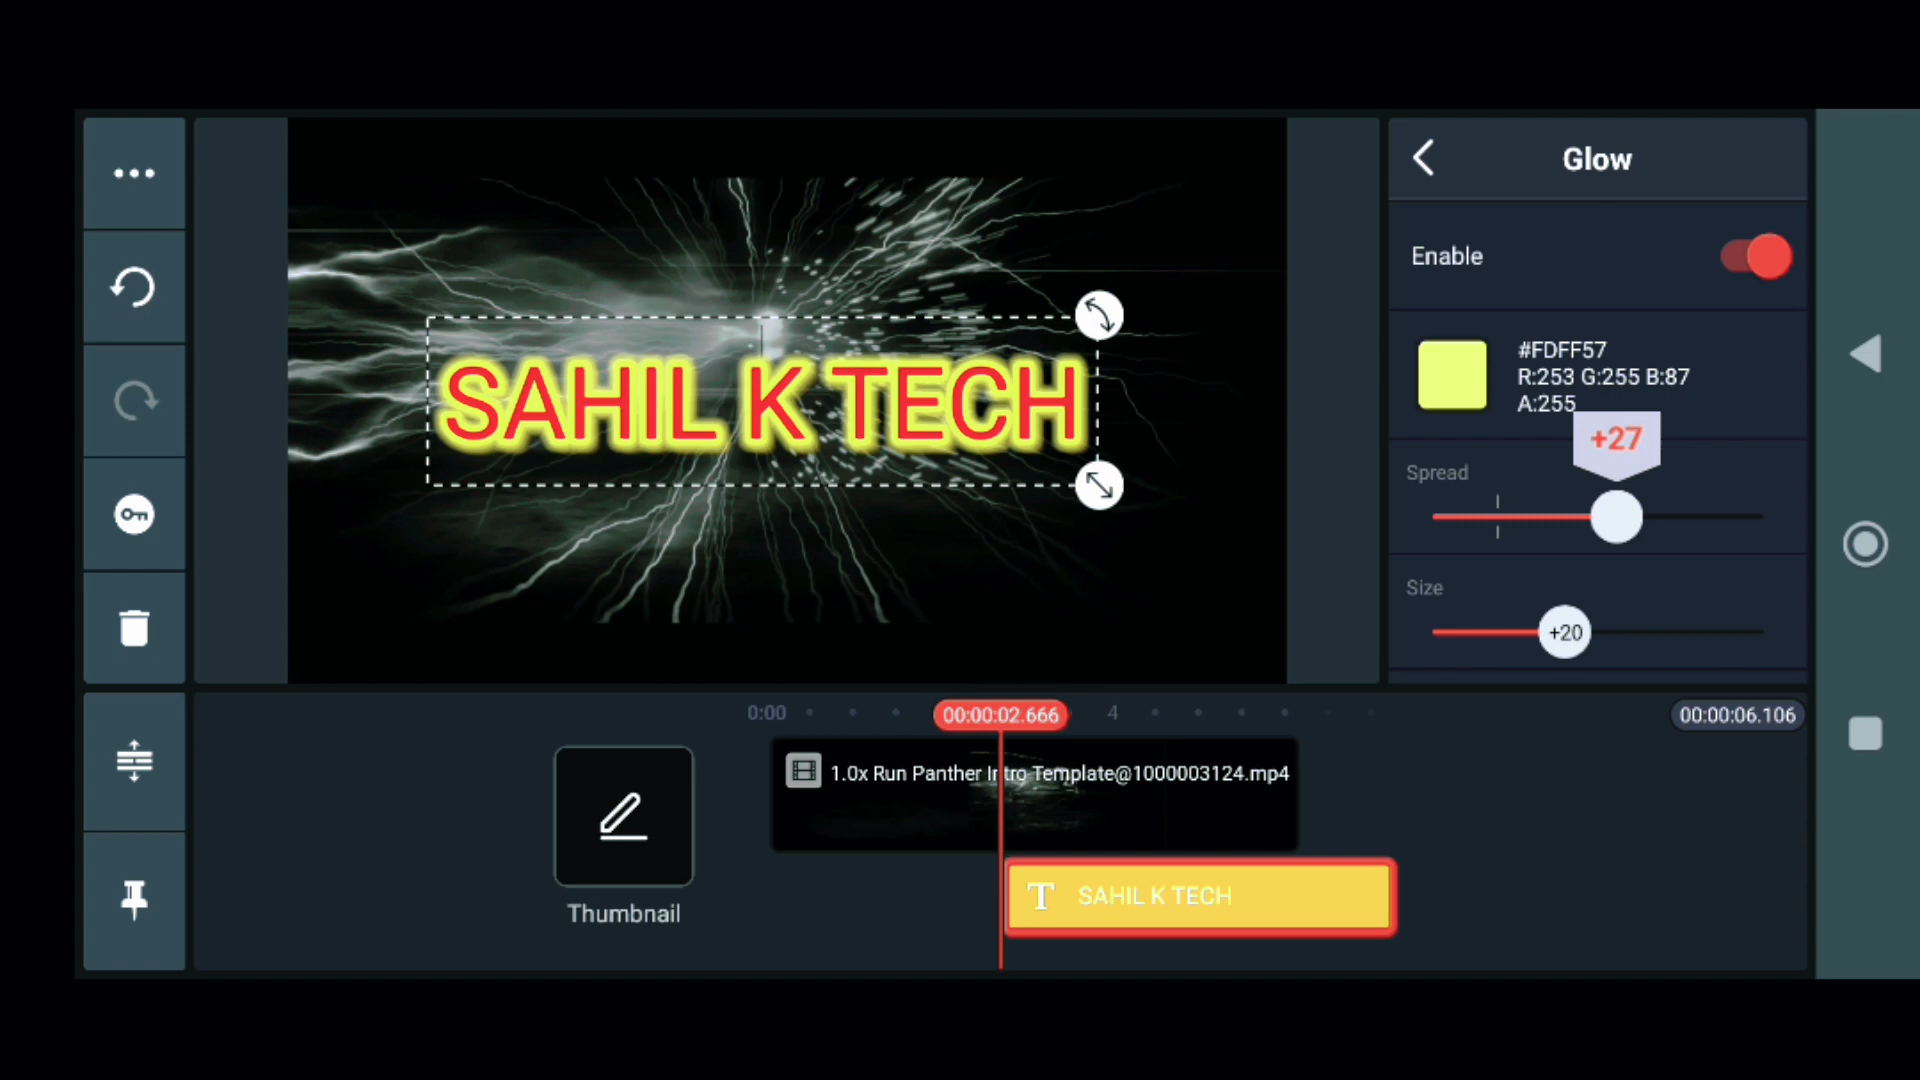 Glow
Enable
#FDFF57
R:253 G:255 B:87
A:255
+27
Spread
Size
+20
SAHIL K TECH
0:00
00:00:02.666
4
00:00:06.106
1.0x Run Panther Intro Template@1000003124.mp4
T SAHIL K TECH
Thumbnail